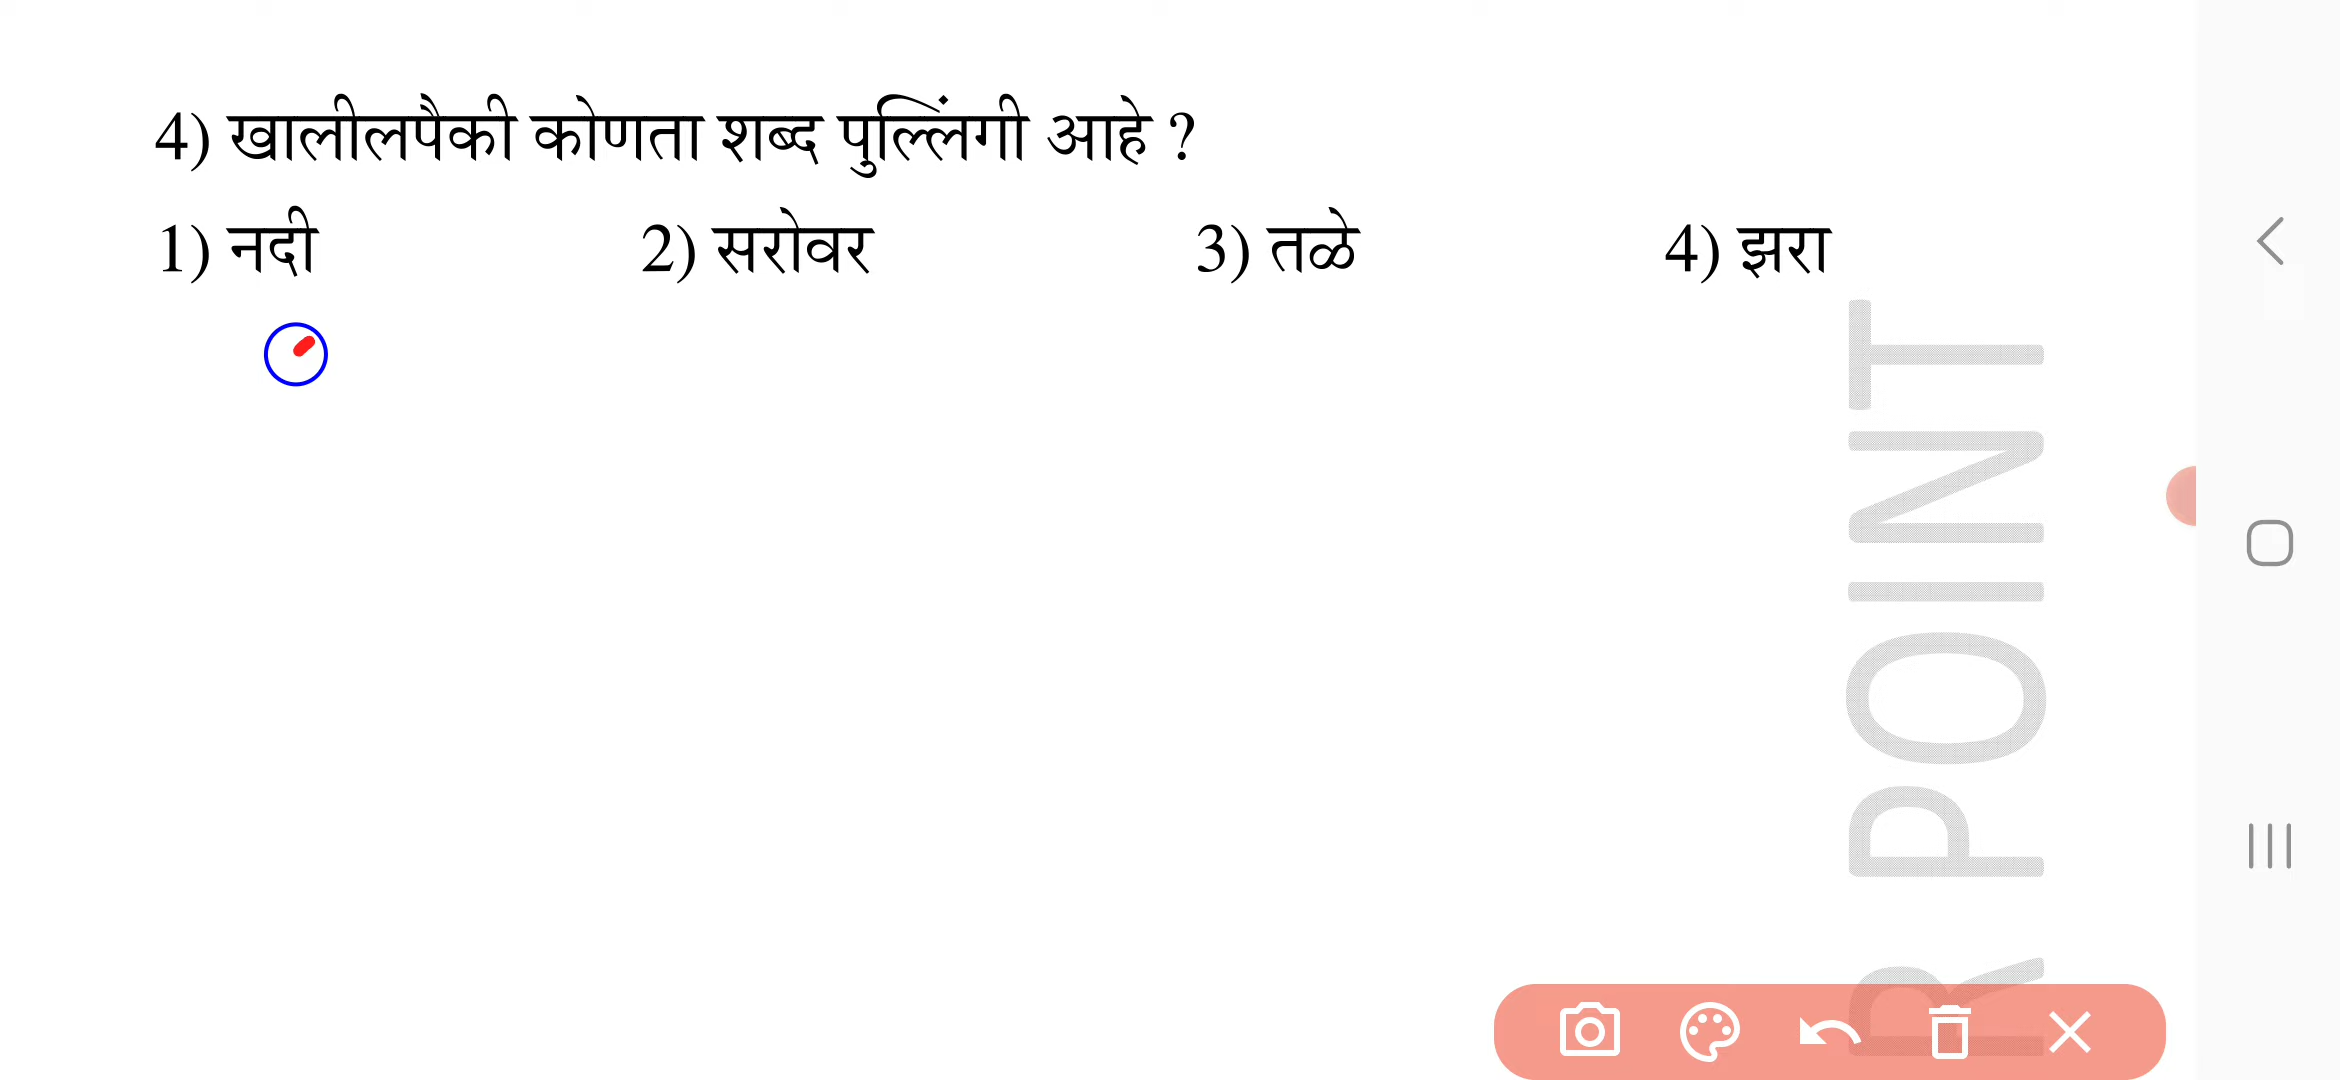 4) खालीलपैकी कोणता शब्द पुल्लिंगी आहे ?
1) नदी 2) सरोवर 3) तळे 4) झरा
R POINT